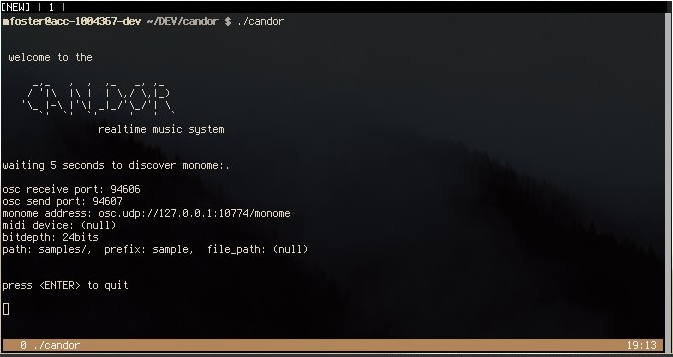 [NEW] | 1 |
mfoster@acc-1004367-dev ~/DEV/candor $ ./candor
welcome to the
CANDOR
realtime music system
waiting 5 seconds to discover monome:.
osc receive port: 94606
osc send port: 94607
monome address: osc.udp://127.0.0.1:10774/monome
midi device: (null)
bitdepth: 24bits
path: samples/, prefix: sample, file_path: (null)
press <ENTER> to quit
0 ./candor 19:13